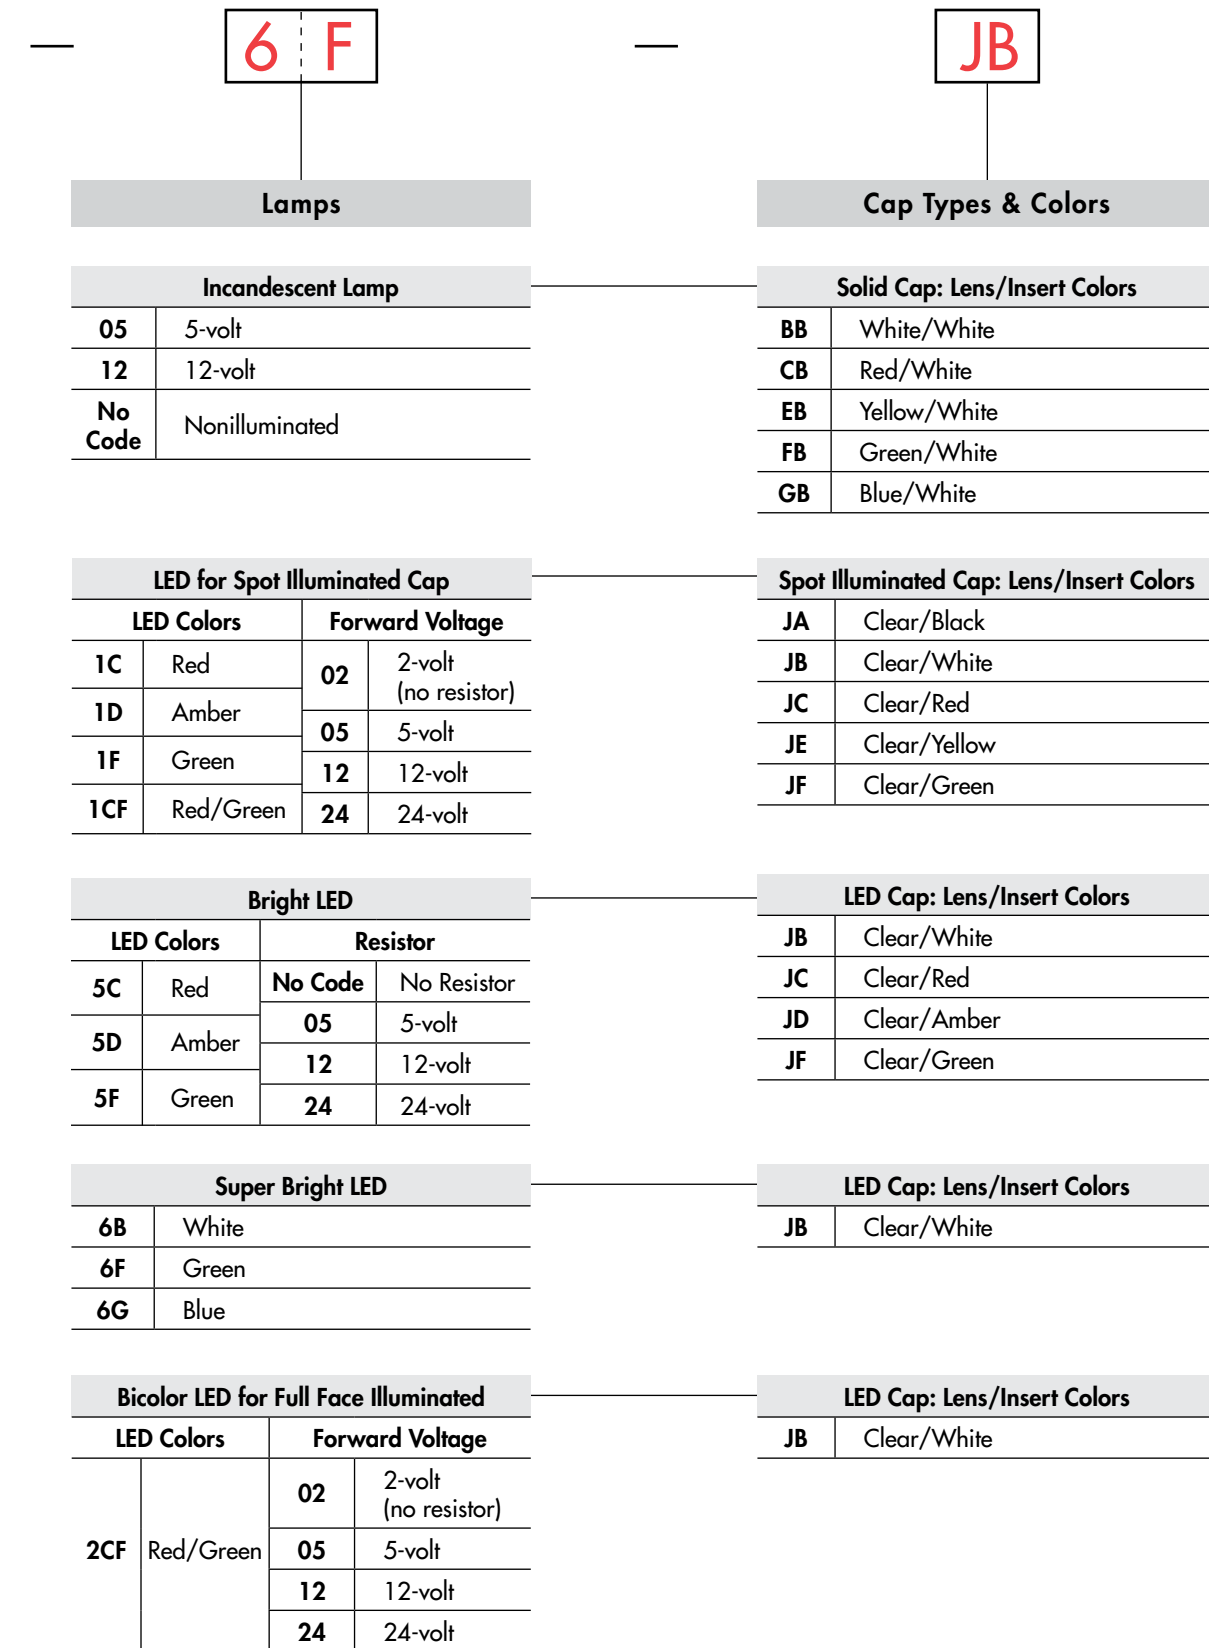 — 6 F — JB
Lamps
Cap Types & Colors
Incandescent Lamp
05 5-volt
12 12-volt
No Code Nonilluminated
Solid Cap: Lens/Insert Colors
BB White/White
CB Red/White
EB Yellow/White
FB Green/White
GB Blue/White
LED for Spot Illuminated Cap
LED Colors Forward Voltage
1C Red
1D Amber
1F Green
1CF Red/Green
02 2-volt
(no resistor)
05 5-volt
12 12-volt
24 24-volt
Spot Illuminated Cap: Lens/Insert Colors
JA Clear/Black
JB Clear/White
JC Clear/Red
JE Clear/Yellow
JF Clear/Green
Bright LED
LED Colors Resistor
5C Red
5D Amber
5F Green
No Code No Resistor
05 5-volt
12 12-volt
24 24-volt
LED Cap: Lens/Insert Colors
JB Clear/White
JC Clear/Red
JD Clear/Amber
JF Clear/Green
Super Bright LED
6B White
6F Green
6G Blue
LED Cap: Lens/Insert Colors
JB Clear/White
Bicolor LED for Full Face Illuminated
LED Colors Forward Voltage
2CF Red/Green
02 2-volt
(no resistor)
05 5-volt
12 12-volt
24 24-volt
LED Cap: Lens/Insert Colors
JB Clear/White